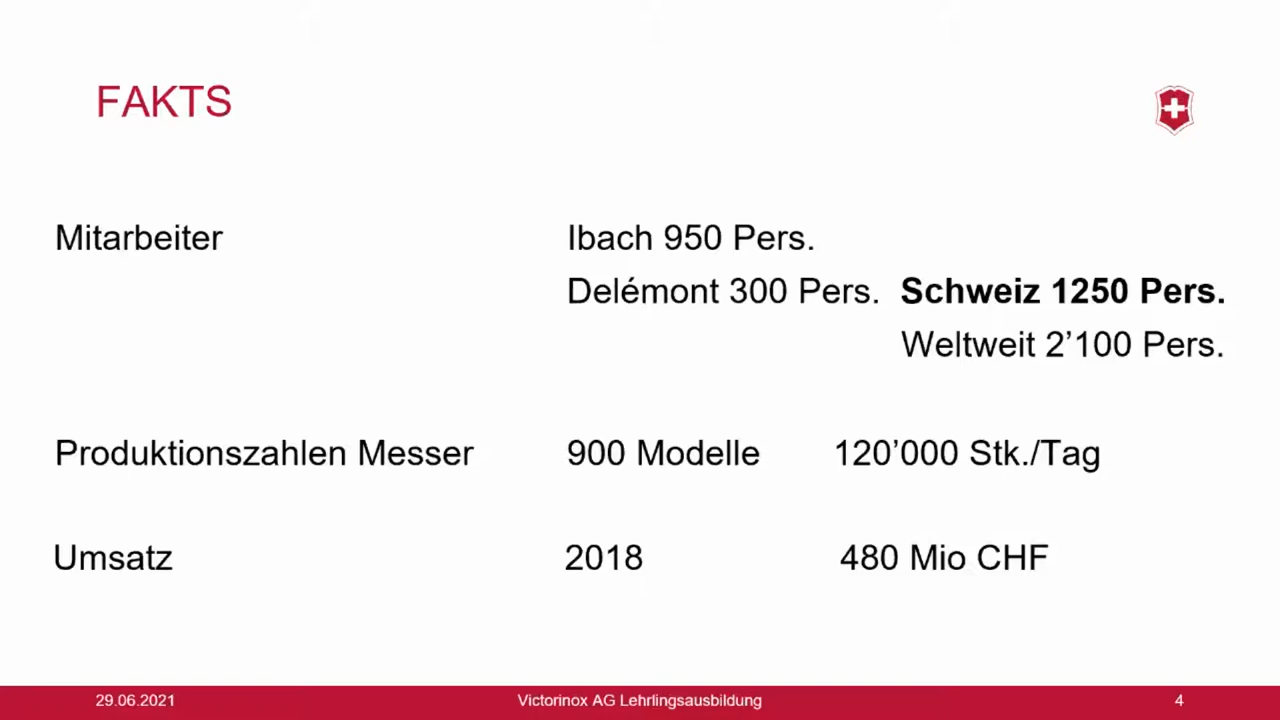 FAKTS
Mitarbeiter Ibach 950 Pers.
Delémont 300 Pers. Schweiz 1250 Pers.
Weltweit 2’100 Pers.
Produktionszahlen Messer 900 Modelle 120’000 Stk./Tag
Umsatz 2018 480 Mio CHF
29.06.2021 Victorinox AG Lehrlingsausbildung 4